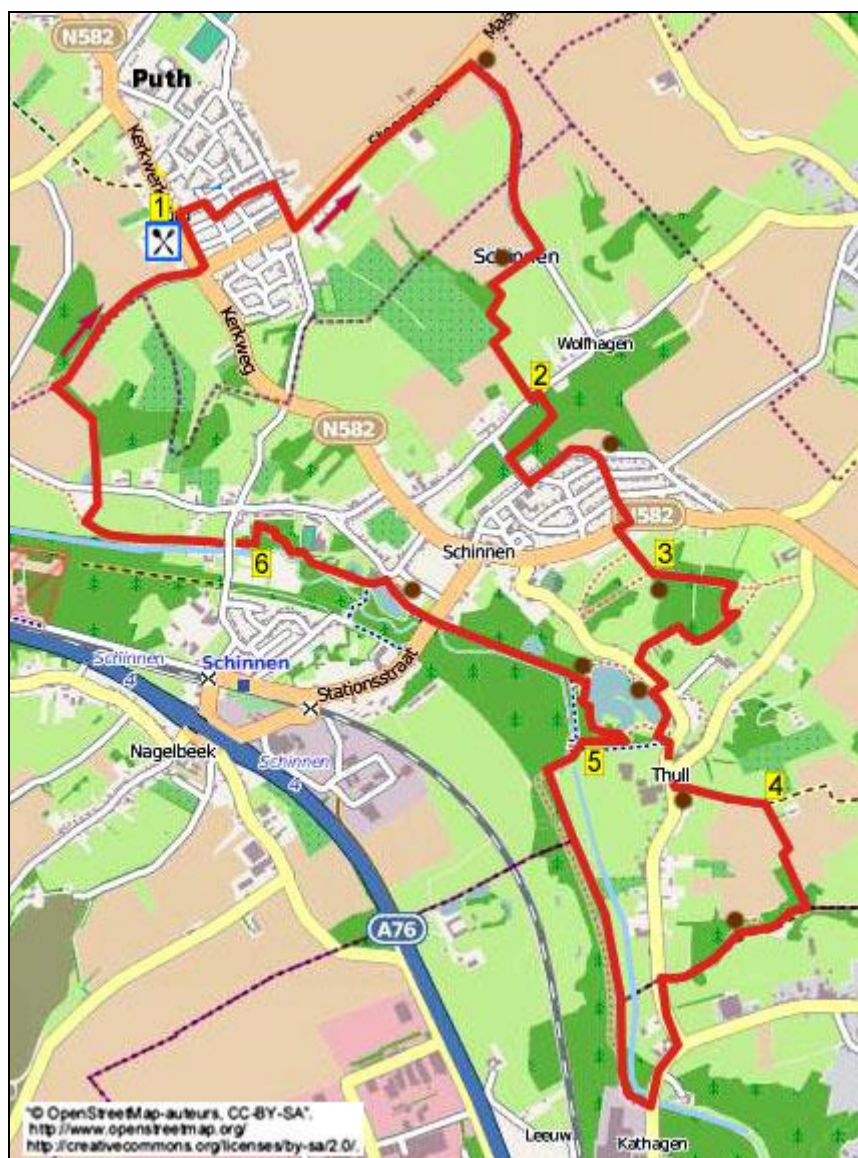 N582
Puth
Kerkweg
1
Schinnen
Wolfhagen
2
Kerkweg
N582
N582
Schinnen
3
6
Schinnen
4
Schinnen
Stationsstraat
Nagelbeek
Schinnen
4
5
Thull
4
A76
"© OpenStreetMap-auteurs, CC-BY-SA".
http://www.openstreetmap.org/
http://creativecommons.org/licenses/by-sa/2.0/.
Leeuw
Kathagen